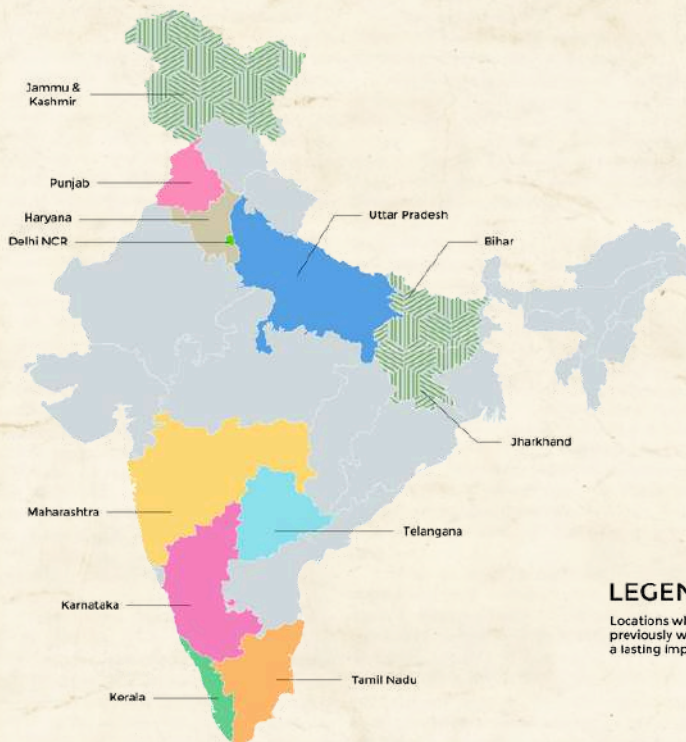 Jammu &
Kashmir
Punjab
Haryana
Delhi NCR
Uttar Pradesh
Bihar
Jharkhand
Maharashtra
Telangana
Karnataka
Tamil Nadu
Kerala
LEGEN
Locations wh
previously w
a lasting imp